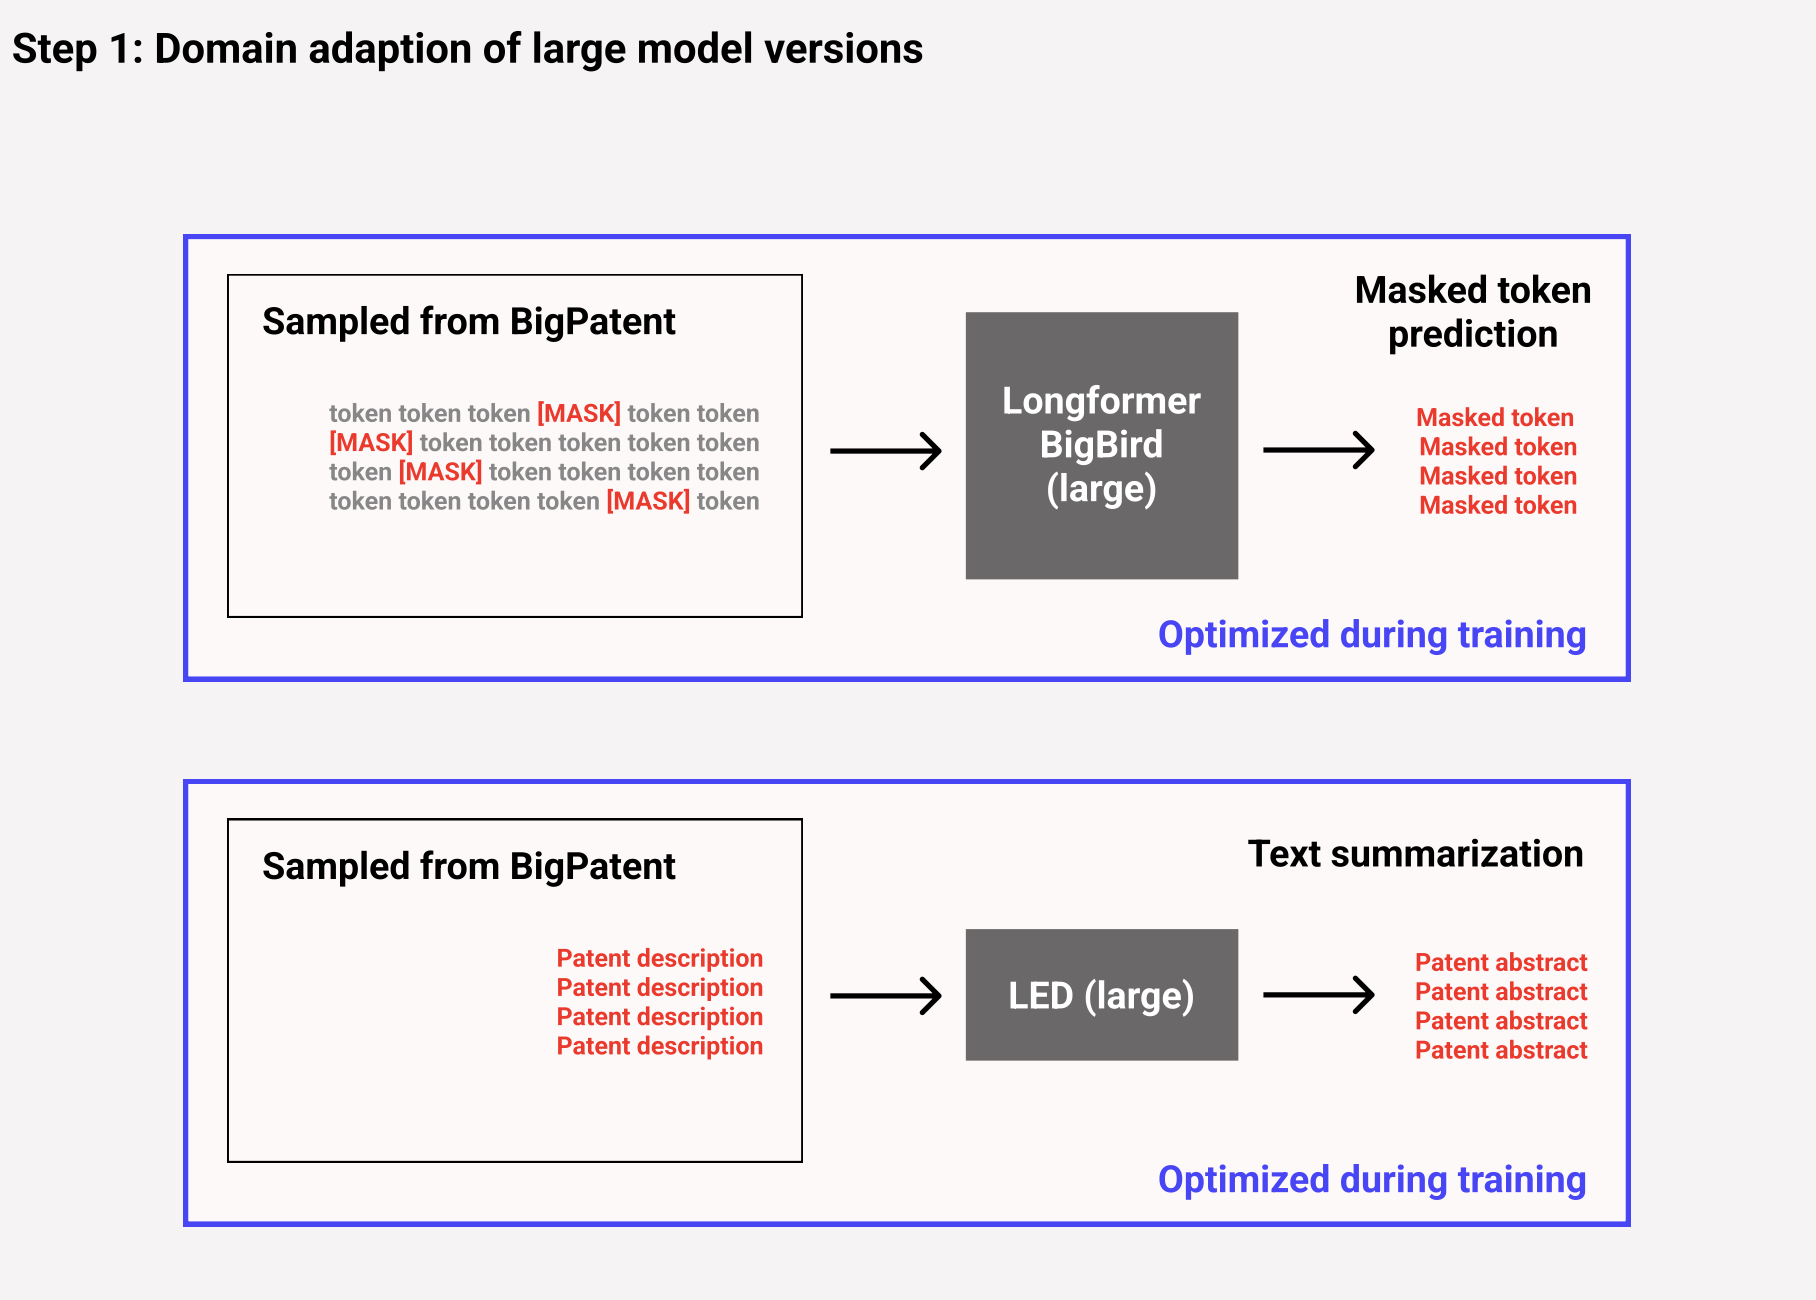 Step 1: Domain adaption of large model versions
Sampled from BigPatent
token token token [MASK] token token
[MASK] token token token token token
token [MASK] token token token token
token token token token [MASK] token
Longformer
BigBird
(large)
Masked token
prediction
Masked token
Masked token
Masked token
Masked token
Optimized during training
Sampled from BigPatent
Patent description
Patent description
Patent description
Patent description
LED (large)
Text summarization
Patent abstract
Patent abstract
Patent abstract
Patent abstract
Optimized during training